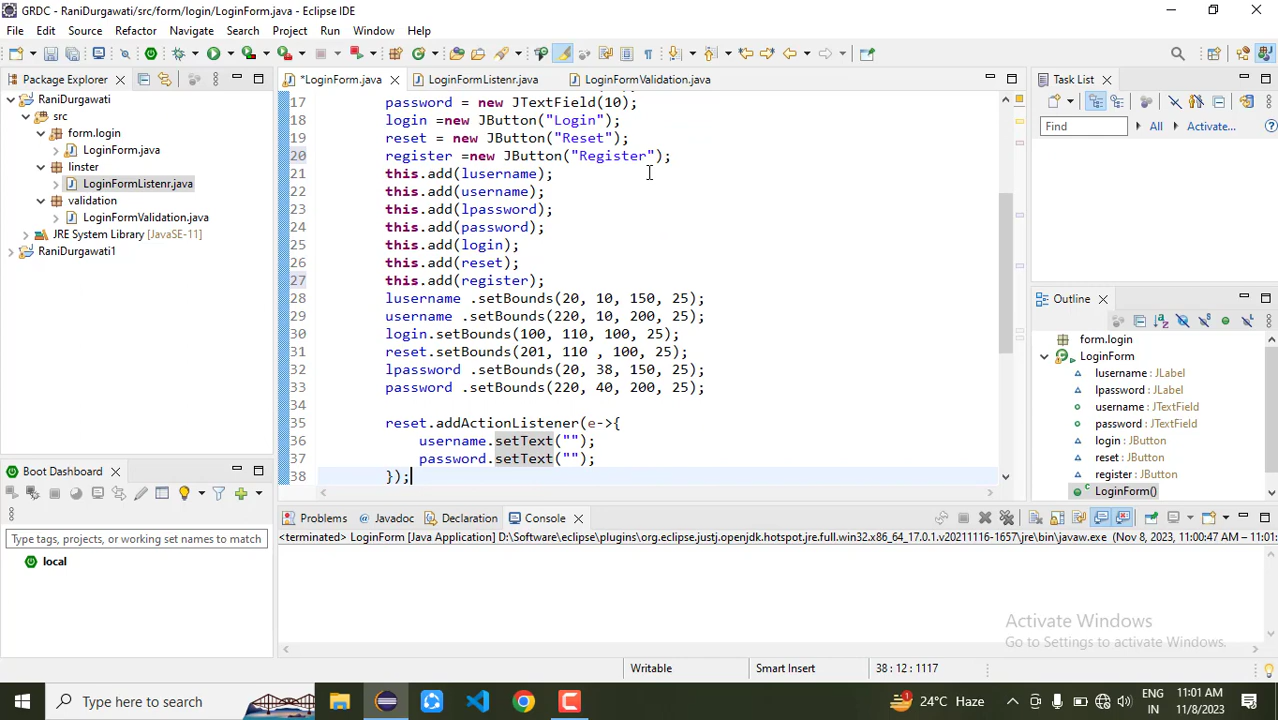 GRDC - RaniDurgawati/src/form/login/LoginForm.java - Eclipse IDE
File Edit Source Refactor Navigate Search Project Run Window Help
Package Explorer
*LoginForm.java LoginFormListenr.java LoginFormValidation.java
Task List
RaniDurgawati
src
form.login
LoginForm.java
linster
LoginFormListenr.java
validation
LoginFormValidation.java
JRE System Library [JavaSE-11]
RaniDurgawati1
17 password = new JTextField(10);
18 login =new JButton("Login");
19 reset = new JButton("Reset");
20 register =new JButton("Register");
21 this.add(lusername);
22 this.add(username);
23 this.add(lpassword);
24 this.add(password);
25 this.add(login);
26 this.add(reset);
27 this.add(register);
28 lusername .setBounds(20, 10, 150, 25);
29 username .setBounds(220, 10, 200, 25);
30 login.setBounds(100, 110, 100, 25);
31 reset.setBounds(201, 110 , 100, 25);
32 lpassword .setBounds(20, 38, 150, 25);
33 password .setBounds(220, 40, 200, 25);
34
35 reset.addActionListener(e->{
36 username.setText("");
37 password.setText("");
38 });
Find All Activate...
Outline
form.login
LoginForm
lusername : JLabel
lpassword : JLabel
username : JTextField
password : JTextField
login : JButton
reset : JButton
register : JButton
LoginForm()
Boot Dashboard
Type tags, projects, or working set names to match
local
Problems Javadoc Declaration Console
<terminated> LoginForm [Java Application] D:\Software\eclipse\plugins\org.eclipse.justj.openjdk.hotspot.jre.full.win32.x86_64_17.0.1.v20211116-1657\jre\bin\javaw.exe (Nov 8, 2023, 11:00:47 AM – 11:01:
Activate Windows
Go to Settings to activate Windows.
Writable Smart Insert 38 : 12 : 1117
Type here to search
1 24°C Haze
ENG
IN
11:01 AM
11/8/2023